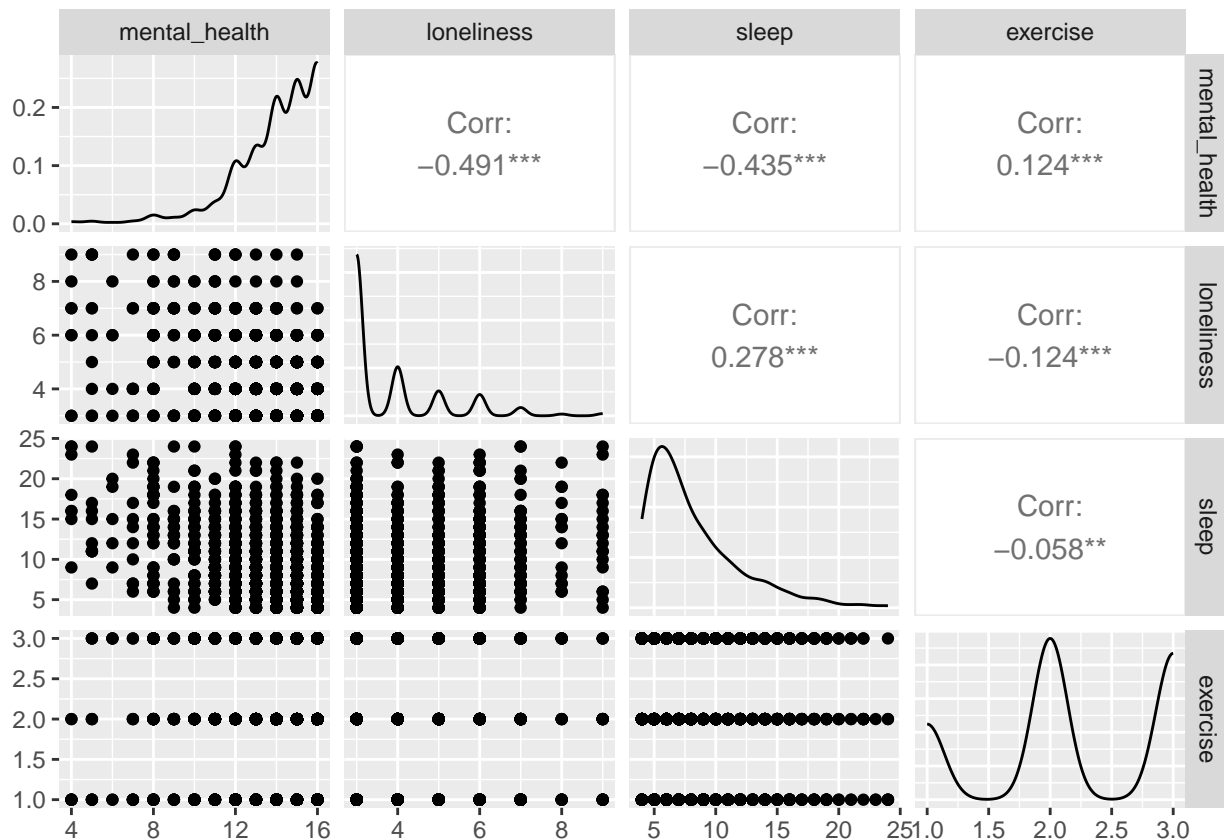 mental_health loneliness sleep exercise
0.2
0.1
0.0
Corr:
−0.491***
Corr:
−0.435***
Corr:
0.124***
mental_health
8
6
4
Corr:
0.278***
Corr:
−0.124***
loneliness
25
20
15
10
5
Corr:
−0.058**
sleep
3.0
2.5
2.0
1.5
1.0
exercise
4 8 12 16 4 6 8 5 10 15 20 25 1.0 1.5 2.0 2.5 3.0